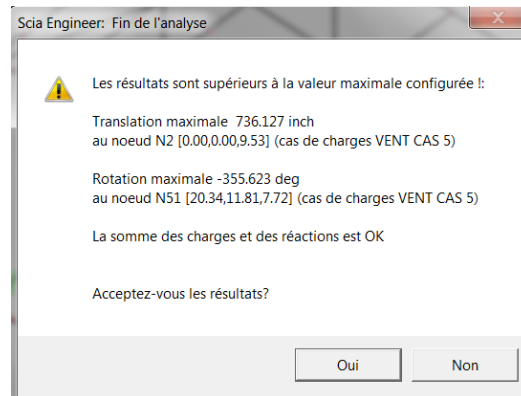 Scia Engineer: Fin de l'analyse
Les résultats sont supérieurs à la valeur maximale configurée !:
Translation maximale 736.127 inch
au noeud N2 [0.00,0.00,9.53] (cas de charges VENT CAS 5)
Rotation maximale -355.623 deg
au noeud N51 [20.34,11.81,7.72] (cas de charges VENT CAS 5)
La somme des charges et des réactions est OK
Acceptez-vous les résultats?
Oui Non